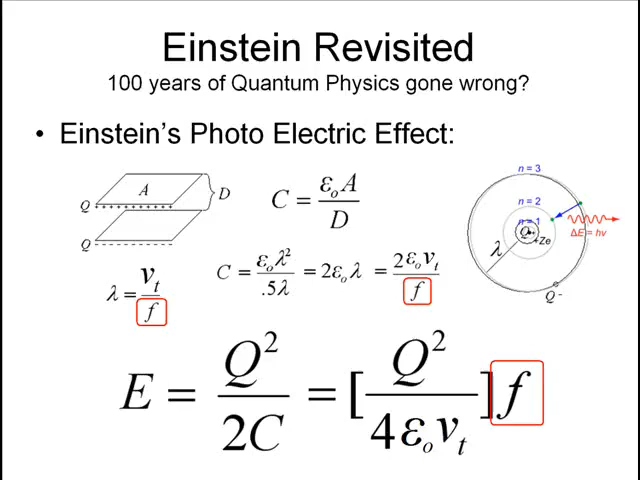 Einstein Revisited
100 years of Quantum Physics gone wrong?
• Einstein's Photo Electric Effect:
A
Q
D
Q
C = εoA / D
λ = vt / f
C = εoλ² / .5λ = 2εoλ = 2εovt / f
n = 3
n = 2
n = 1
Q+
+Ze
ΔE = hν
λ
Q -
E = Q² / 2C = [ Q² / 4εovt ] f